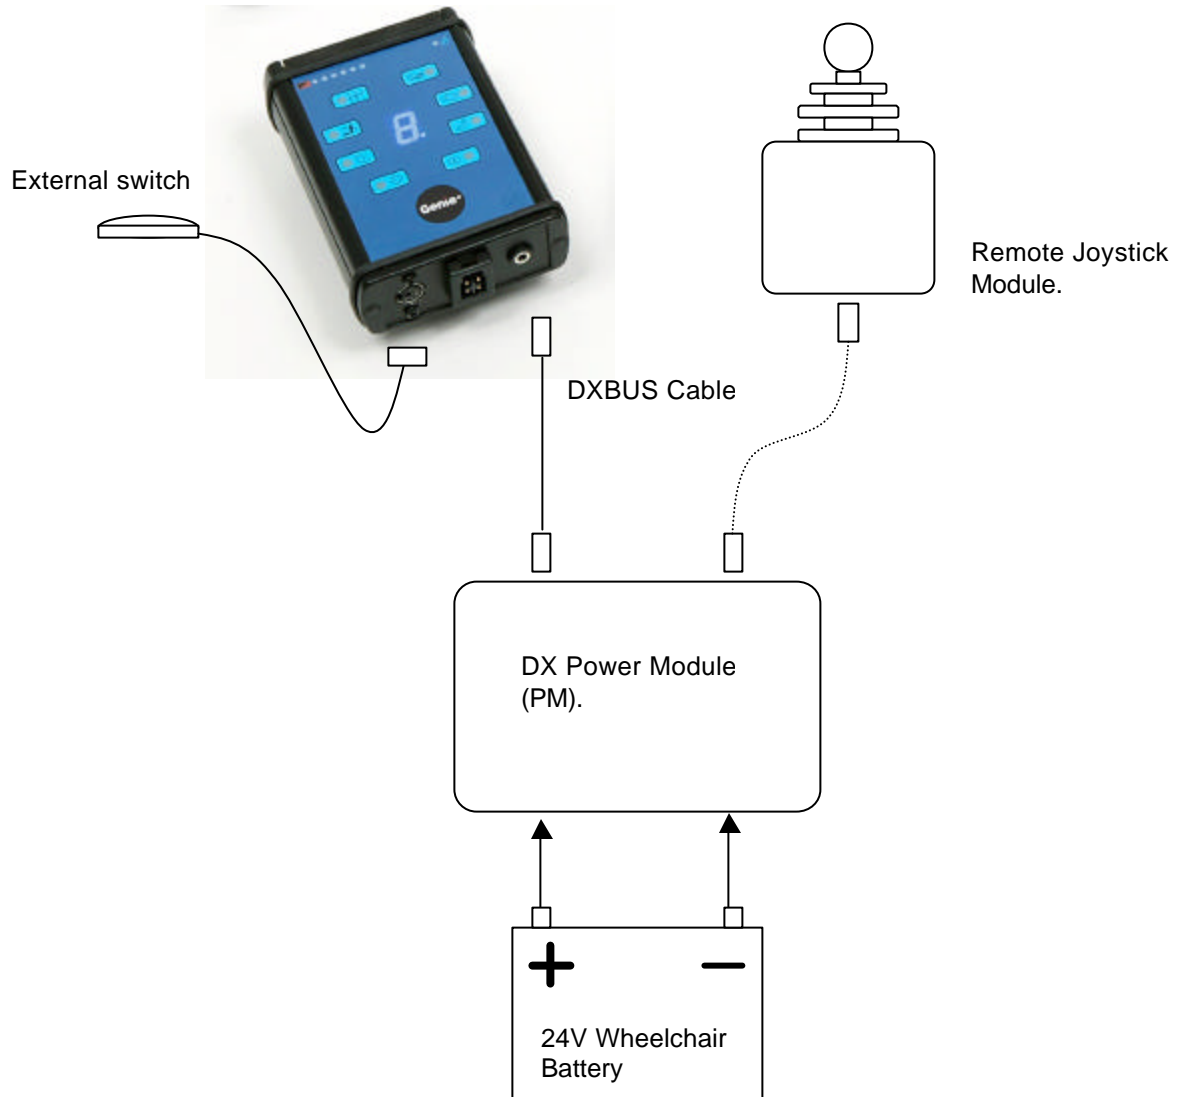 8.
Genie+
External switch
Remote Joystick
Module.
DXBUS Cable
DX Power Module
(PM).
24V Wheelchair
Battery